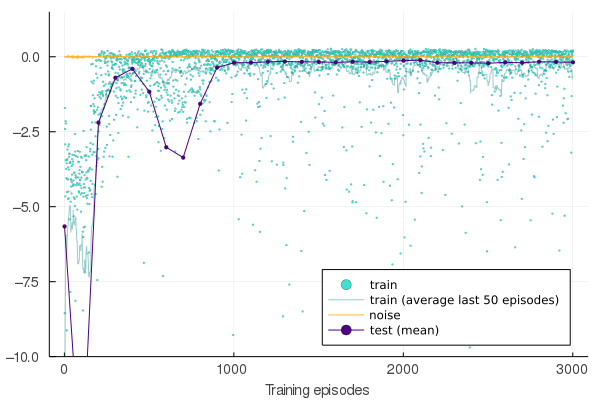 0.0
−2.5
−5.0
−7.5
−10.0
train
train (average last 50 episodes)
noise
test (mean)
0 1000 2000 3000
Training episodes